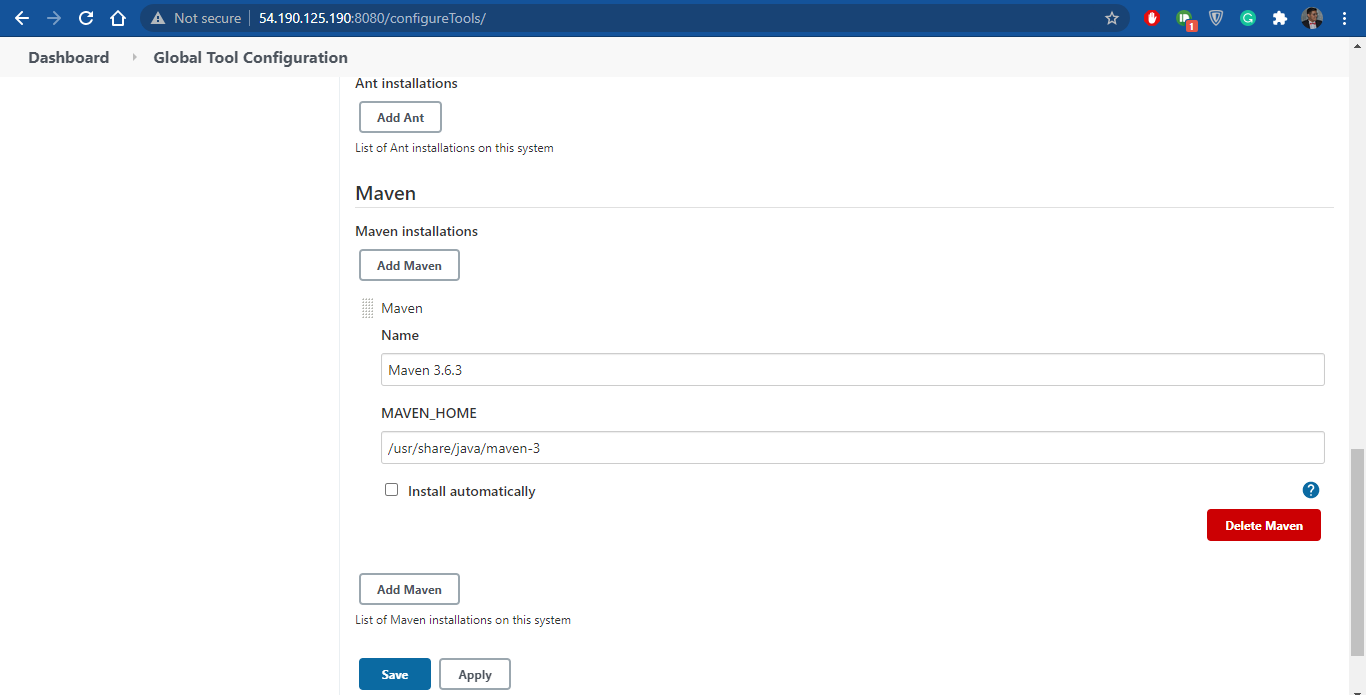 Not secure 54.190.125.190:8080/configureTools/
1
Dashboard Global Tool Configuration
Ant installations
Add Ant
List of Ant installations on this system
Maven
Maven installations
Add Maven
Maven
Name
Maven 3.6.3
MAVEN_HOME
/usr/share/java/maven-3
Install automatically ?
Delete Maven
Add Maven
List of Maven installations on this system
Save Apply